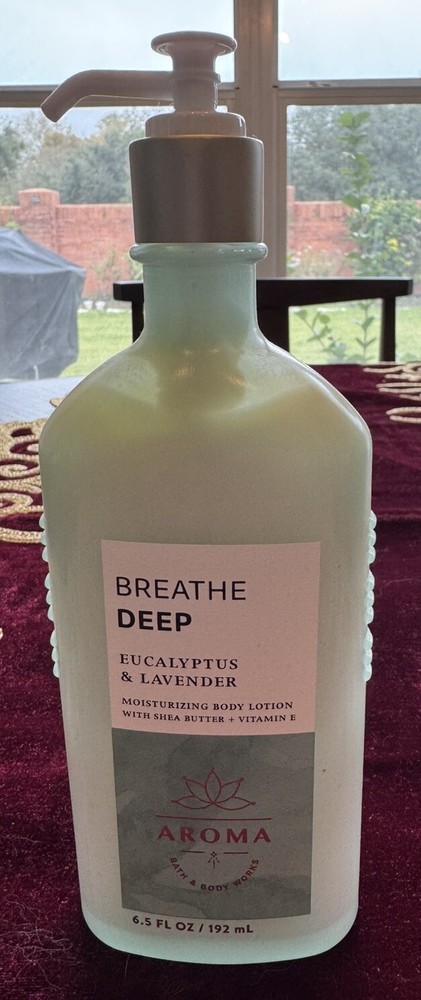 BREATHE
DEEP
EUCALYPTUS
& LAVENDER
MOISTURIZING BODY LOTION
WITH SHEA BUTTER + VITAMIN E
AROMA
BATH & BODY WORKS
6.5 FL OZ / 192 mL